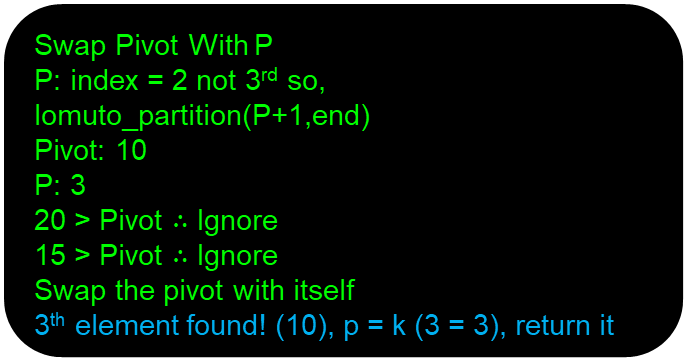 Swap Pivot With P
P: index = 2 not 3rd so,
lomuto_partition(P+1,end)
Pivot: 10
P: 3
20 > Pivot ∴ Ignore
15 > Pivot ∴ Ignore
Swap the pivot with itself
3th element found! (10), p = k (3 = 3), return it